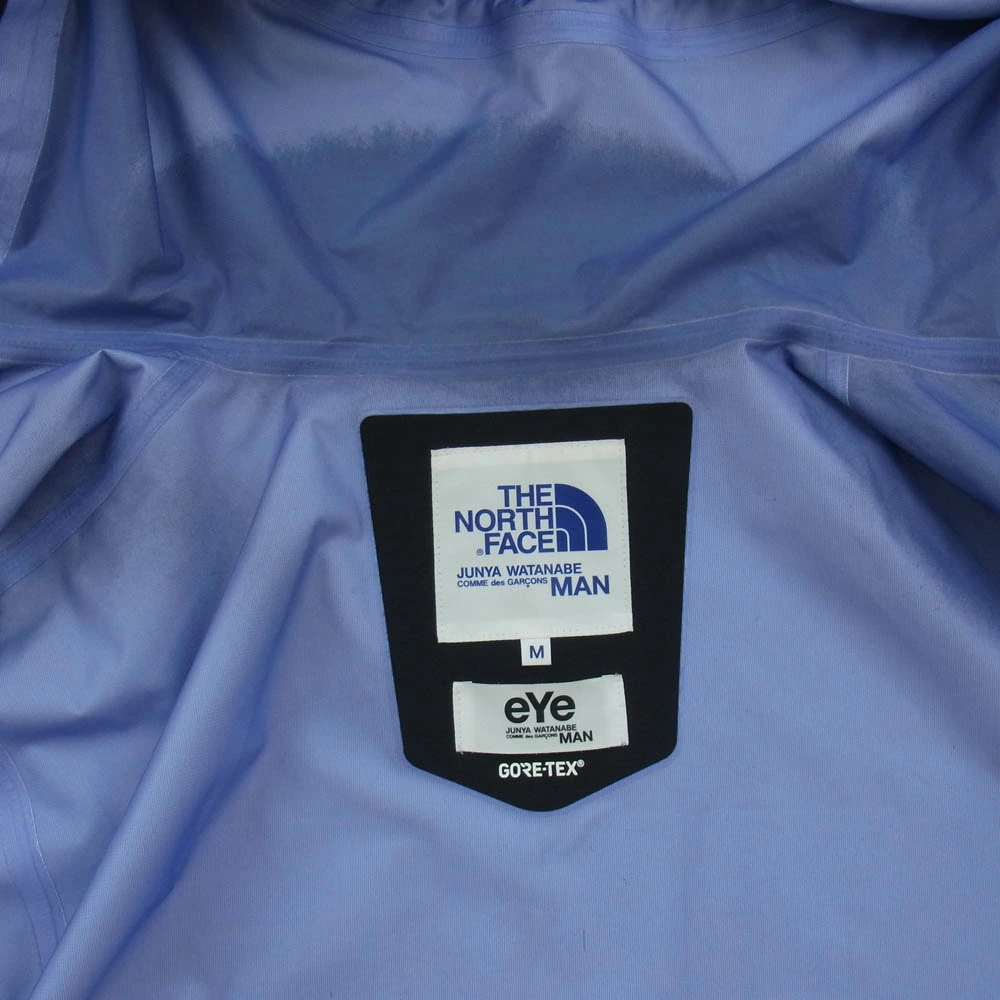 THE
NORTH
® FACE
JUNYA WATANABE
COMME des GARÇONS MAN
M
eYe
JUNYA WATANABE
COMME des GARÇONS MAN
GORE-TEX®